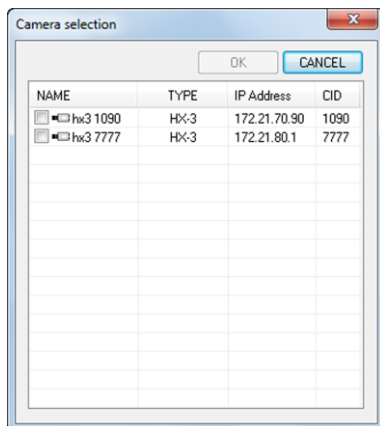 Camera selection
OK CANCEL
NAME TYPE IP Address CID
hx3 1090 HX-3 172.21.70.90 1090
hx3 7777 HX-3 172.21.80.1 7777